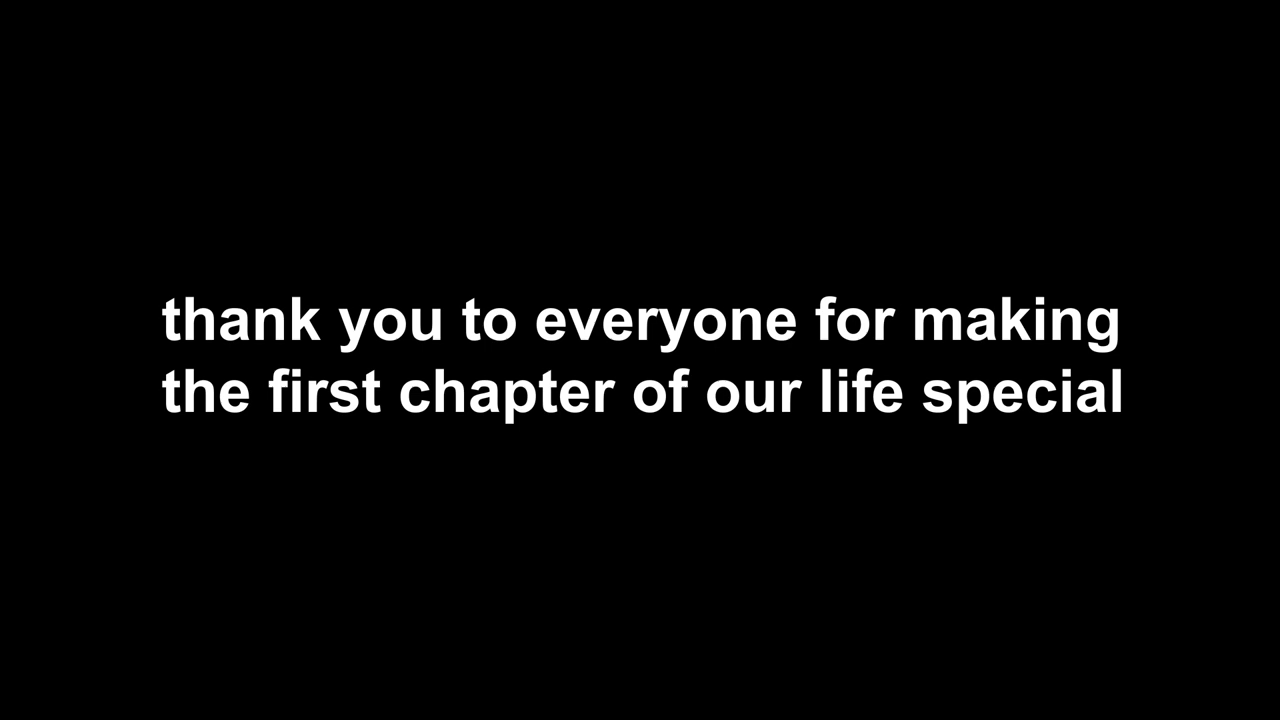 thank you to everyone for making
the first chapter of our life special